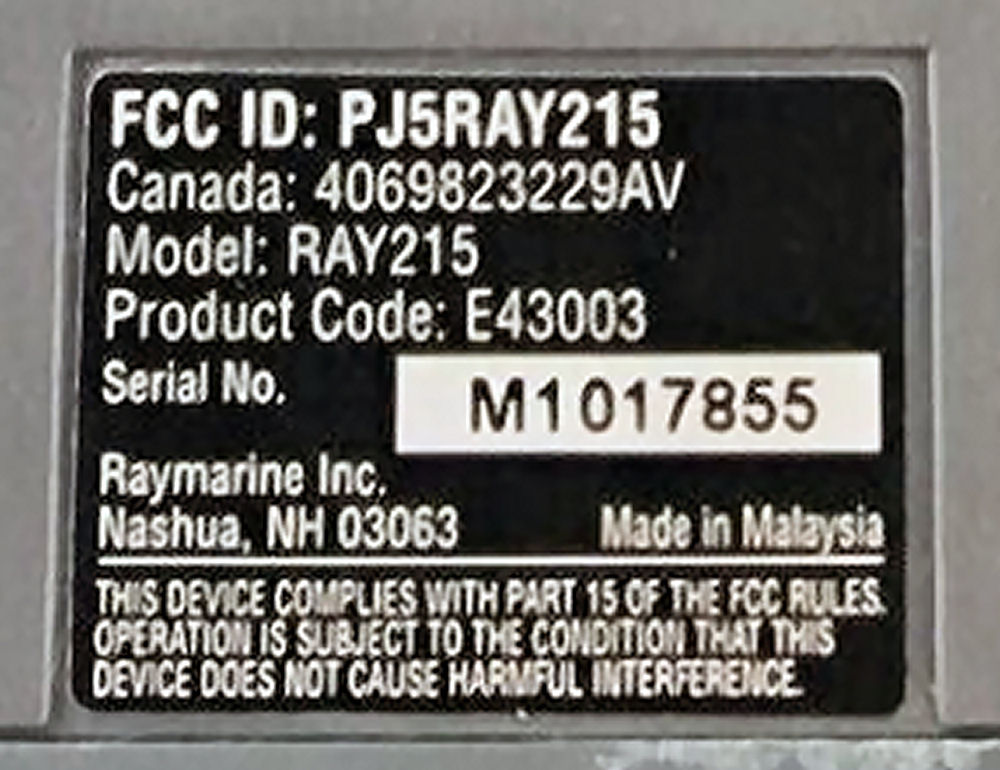 FCC ID: PJ5RAY215
Canada: 4069823229AV
Model: RAY215
Product Code: E43003
Serial No. M1017855
Raymarine Inc.
Nashua, NH 03063 Made in Malaysia
THIS DEVICE COMPLIES WITH PART 15 OF THE FCC RULES.
OPERATION IS SUBJECT TO THE CONDITION THAT THIS
DEVICE DOES NOT CAUSE HARMFUL INTERFERENCE.